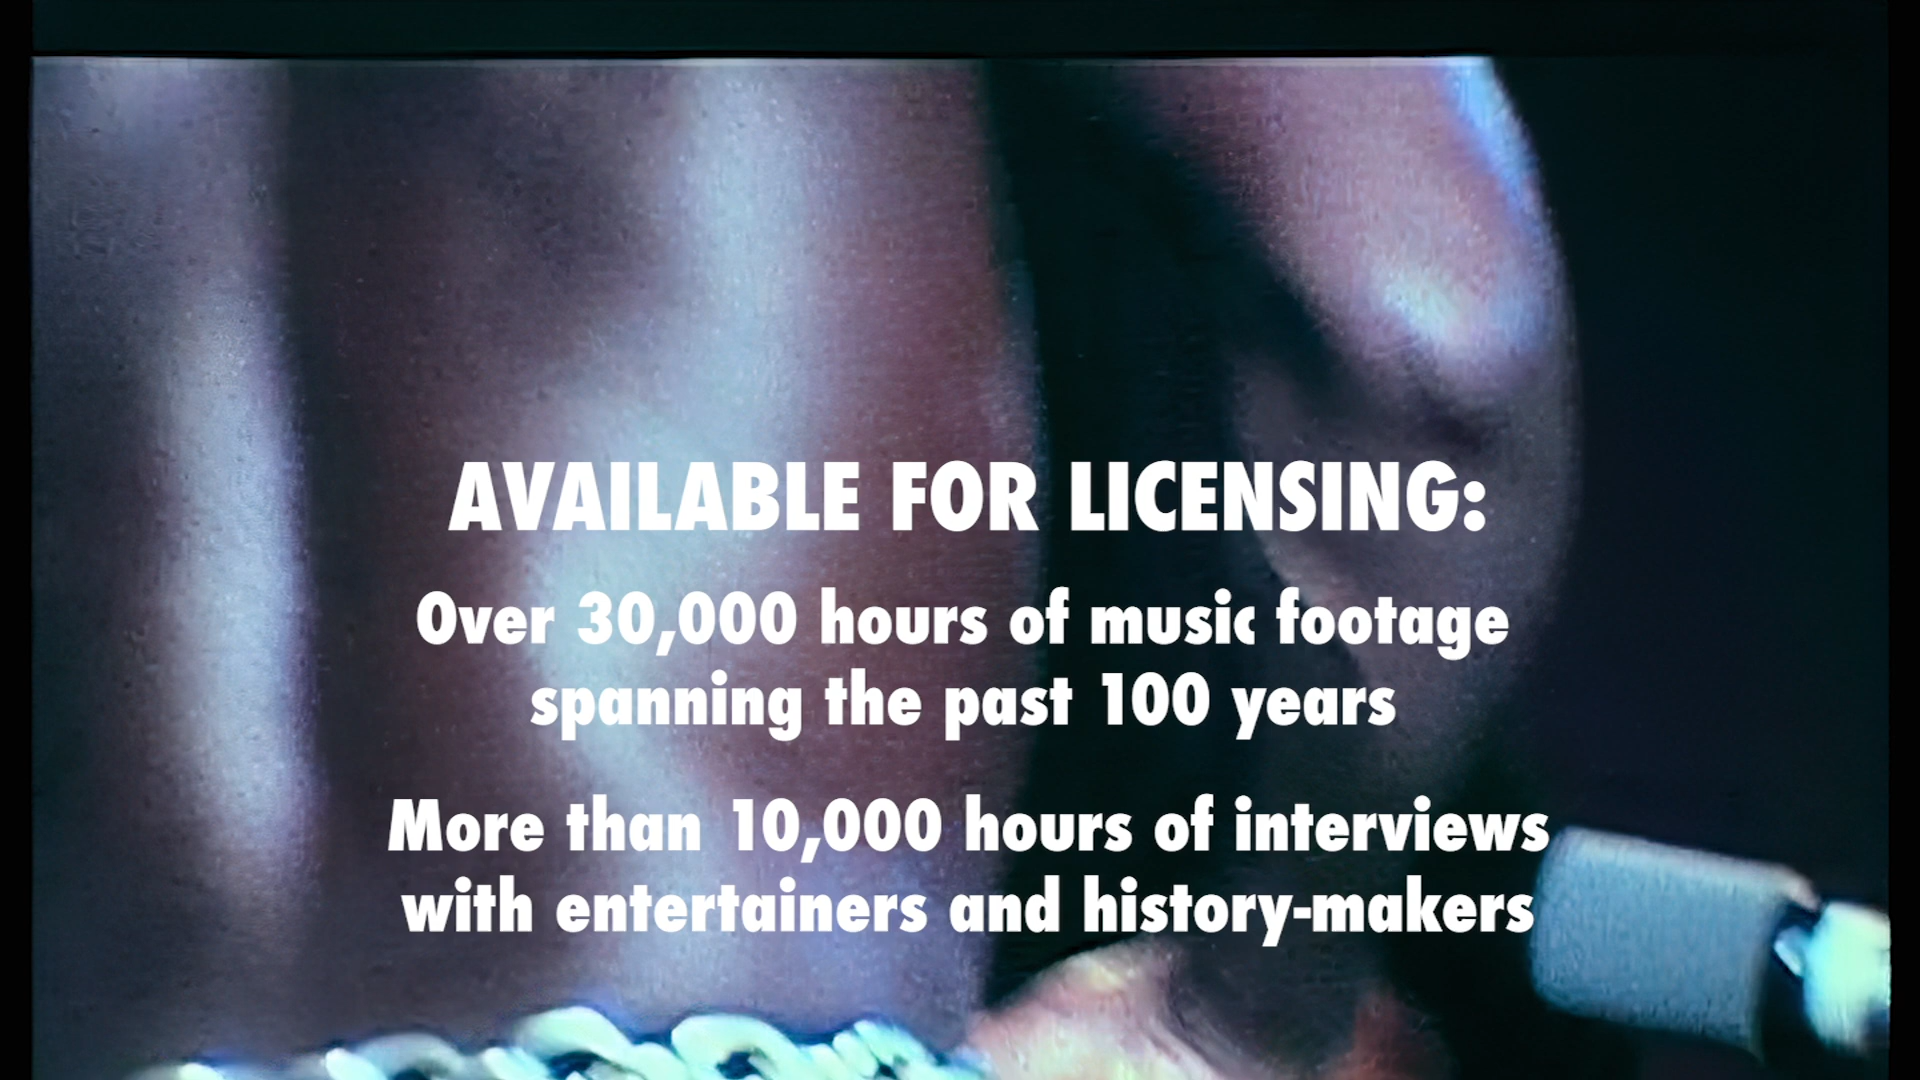 AVAILABLE FOR LICENSING:
Over 30,000 hours of music footage
spanning the past 100 years
More than 10,000 hours of interviews
with entertainers and history-makers